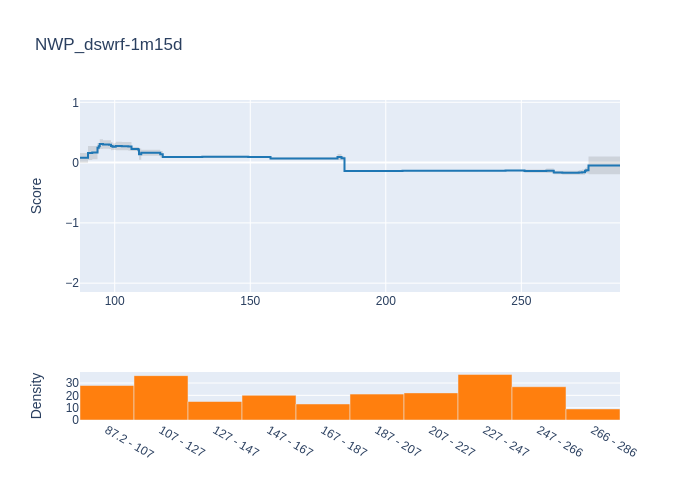 NWP_dswrf-1m15d
1
0
−1
−2
Score
100 150 200 250
30
20
10
0
Density
87.2 - 107
107 - 127
127 - 147
147 - 167
167 - 187
187 - 207
207 - 227
227 - 247
247 - 266
266 - 286